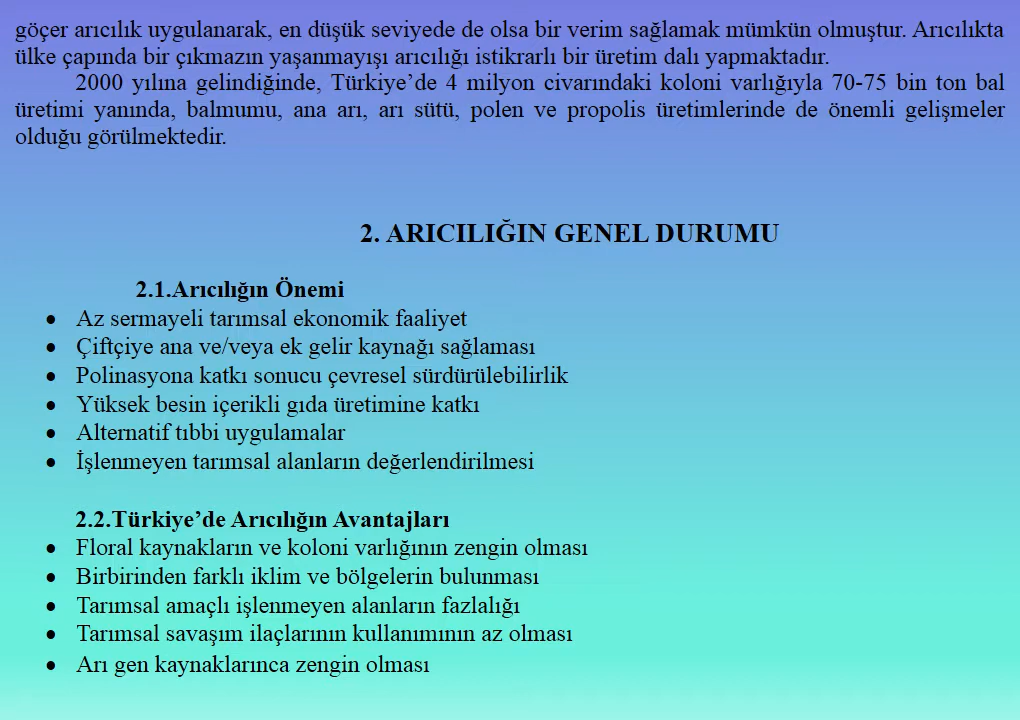 göçer arıcılık uygulanarak, en düşük seviyede de olsa bir verim sağlamak mümkün olmuştur. Arıcılıkta
ülke çapında bir çıkmazın yaşanmayışı arıcılığı istikrarlı bir üretim dalı yapmaktadır.
2000 yılına gelindiğinde, Türkiye’de 4 milyon civarındaki koloni varlığıyla 70-75 bin ton bal
üretimi yanında, balmumu, ana arı, arı sütü, polen ve propolis üretimlerinde de önemli gelişmeler
olduğu görülmektedir.
2. ARICILIĞIN GENEL DURUMU
2.1.Arıcılığın Önemi
• Az sermayeli tarımsal ekonomik faaliyet
• Çiftçiye ana ve/veya ek gelir kaynağı sağlaması
• Polinasyona katkı sonucu çevresel sürdürülebilirlik
• Yüksek besin içerikli gıda üretimine katkı
• Alternatif tıbbi uygulamalar
• İşlenmeyen tarımsal alanların değerlendirilmesi
2.2.Türkiye’de Arıcılığın Avantajları
• Floral kaynakların ve koloni varlığının zengin olması
• Birbirinden farklı iklim ve bölgelerin bulunması
• Tarımsal amaçlı işlenmeyen alanların fazlalığı
• Tarımsal savaşım ilaçlarının kullanımının az olması
• Arı gen kaynaklarınca zengin olması